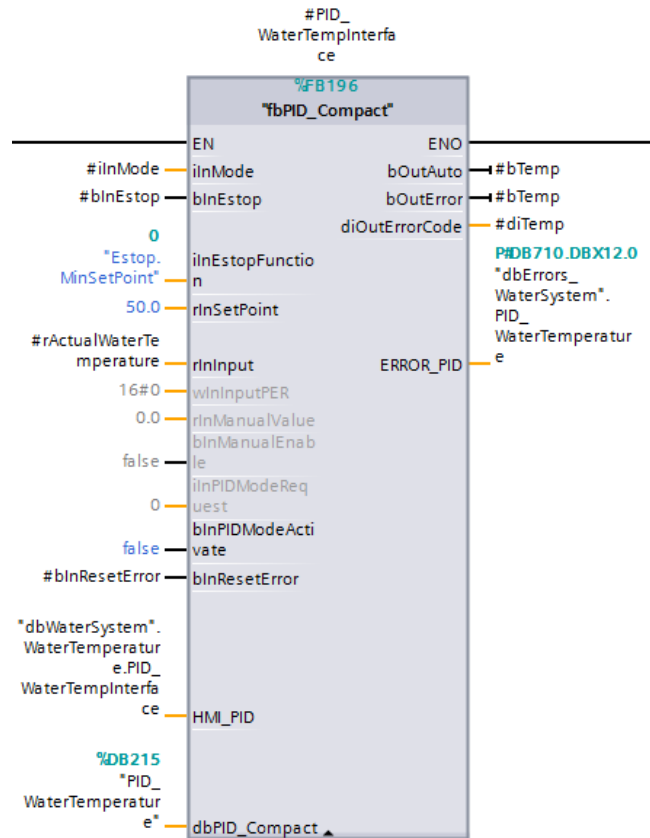 #PID_
WaterTempInterfa
ce
%FB196
"fbPID_Compact"
EN ENO
#iInMode iInMode bOutAuto #bTemp
#bInEstop bInEstop bOutError #bTemp
diOutErrorCode #diTemp
0
"Estop.
MinSetPoint"
iInEstopFunctio
n
P#DB710.DBX12.0
"dbErrors_
WaterSystem".
PID_
WaterTemperatur
e
50.0 rInSetPoint
#rActualWaterTe
mperature rInInput ERROR_PID
16#0 wInInputPER
0.0 rInManualValue
bInManualEnab
false le
iInPIDModeReq
0 uest
bInPIDModeActi
false vate
#bInResetError bInResetError
"dbWaterSystem".
WaterTemperatur
e.PID_
WaterTempInterfa
ce HMI_PID
%DB215
"PID_
WaterTemperatur
e" dbPID_Compact